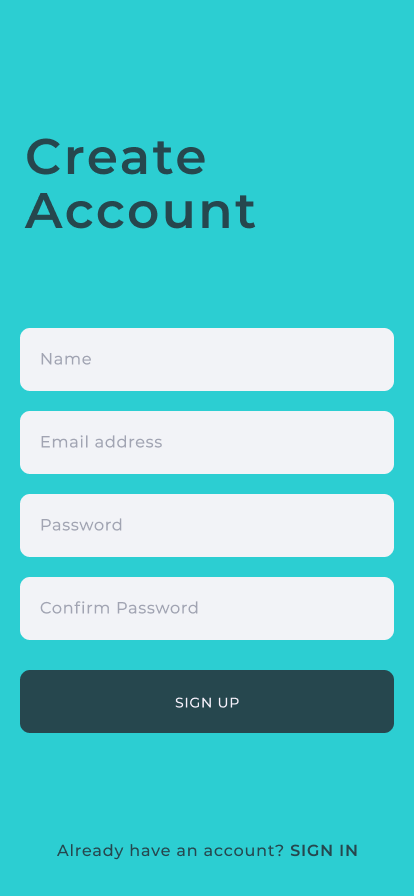 Create
Account
Name
Email address
Password
Confirm Password
SIGN UP
Already have an account? SIGN IN